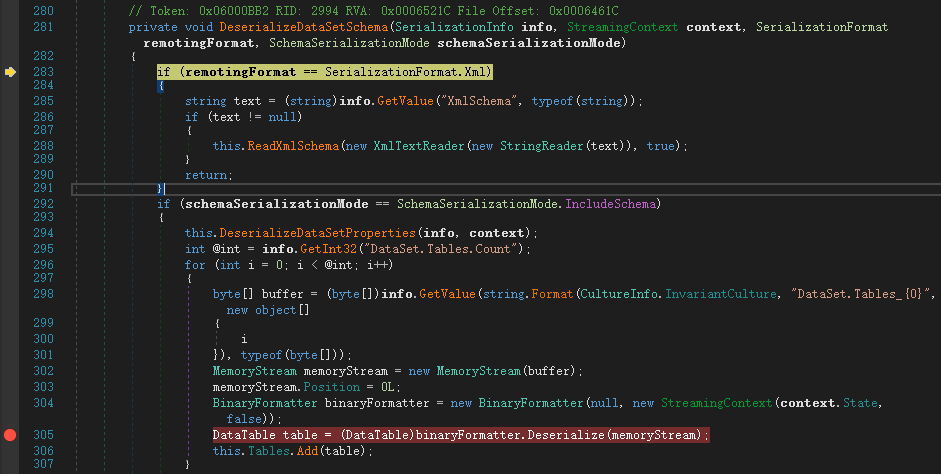 280 // Token: 0x06000BB2 RID: 2994 RVA: 0x0006521C File Offset: 0x0006461C
281 private void DeserializeDataSetSchema(SerializationInfo info, StreamingContext context, SerializationFormat
remotingFormat, SchemaSerializationMode schemaSerializationMode)
282 {
283 if (remotingFormat == SerializationFormat.Xml)
284 {
285 string text = (string)info.GetValue("XmlSchema", typeof(string));
286 if (text != null)
287 {
288 this.ReadXmlSchema(new XmlTextReader(new StringReader(text)), true);
289 }
290 return;
291 }
292 if (schemaSerializationMode == SchemaSerializationMode.IncludeSchema)
293 {
294 this.DeserializeDataSetProperties(info, context);
295 int @int = info.GetInt32("DataSet.Tables.Count");
296 for (int i = 0; i < @int; i++)
297 {
298 byte[] buffer = (byte[])info.GetValue(string.Format(CultureInfo.InvariantCulture, "DataSet.Tables_{0}",
new object[]
299 {
300 i
301 }), typeof(byte[]));
302 MemoryStream memoryStream = new MemoryStream(buffer);
303 memoryStream.Position = 0L;
304 BinaryFormatter binaryFormatter = new BinaryFormatter(null, new StreamingContext(context.State,
false));
305 DataTable table = (DataTable)binaryFormatter.Deserialize(memoryStream);
306 this.Tables.Add(table);
307 }